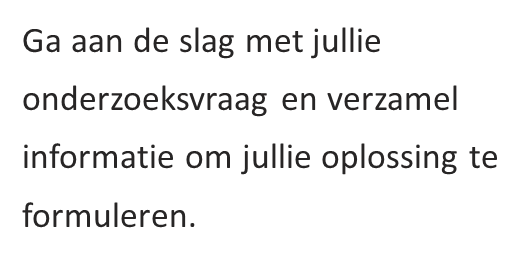 Ga aan de slag met jullie
onderzoeksvraag en verzamel
informatie om jullie oplossing te
formuleren.